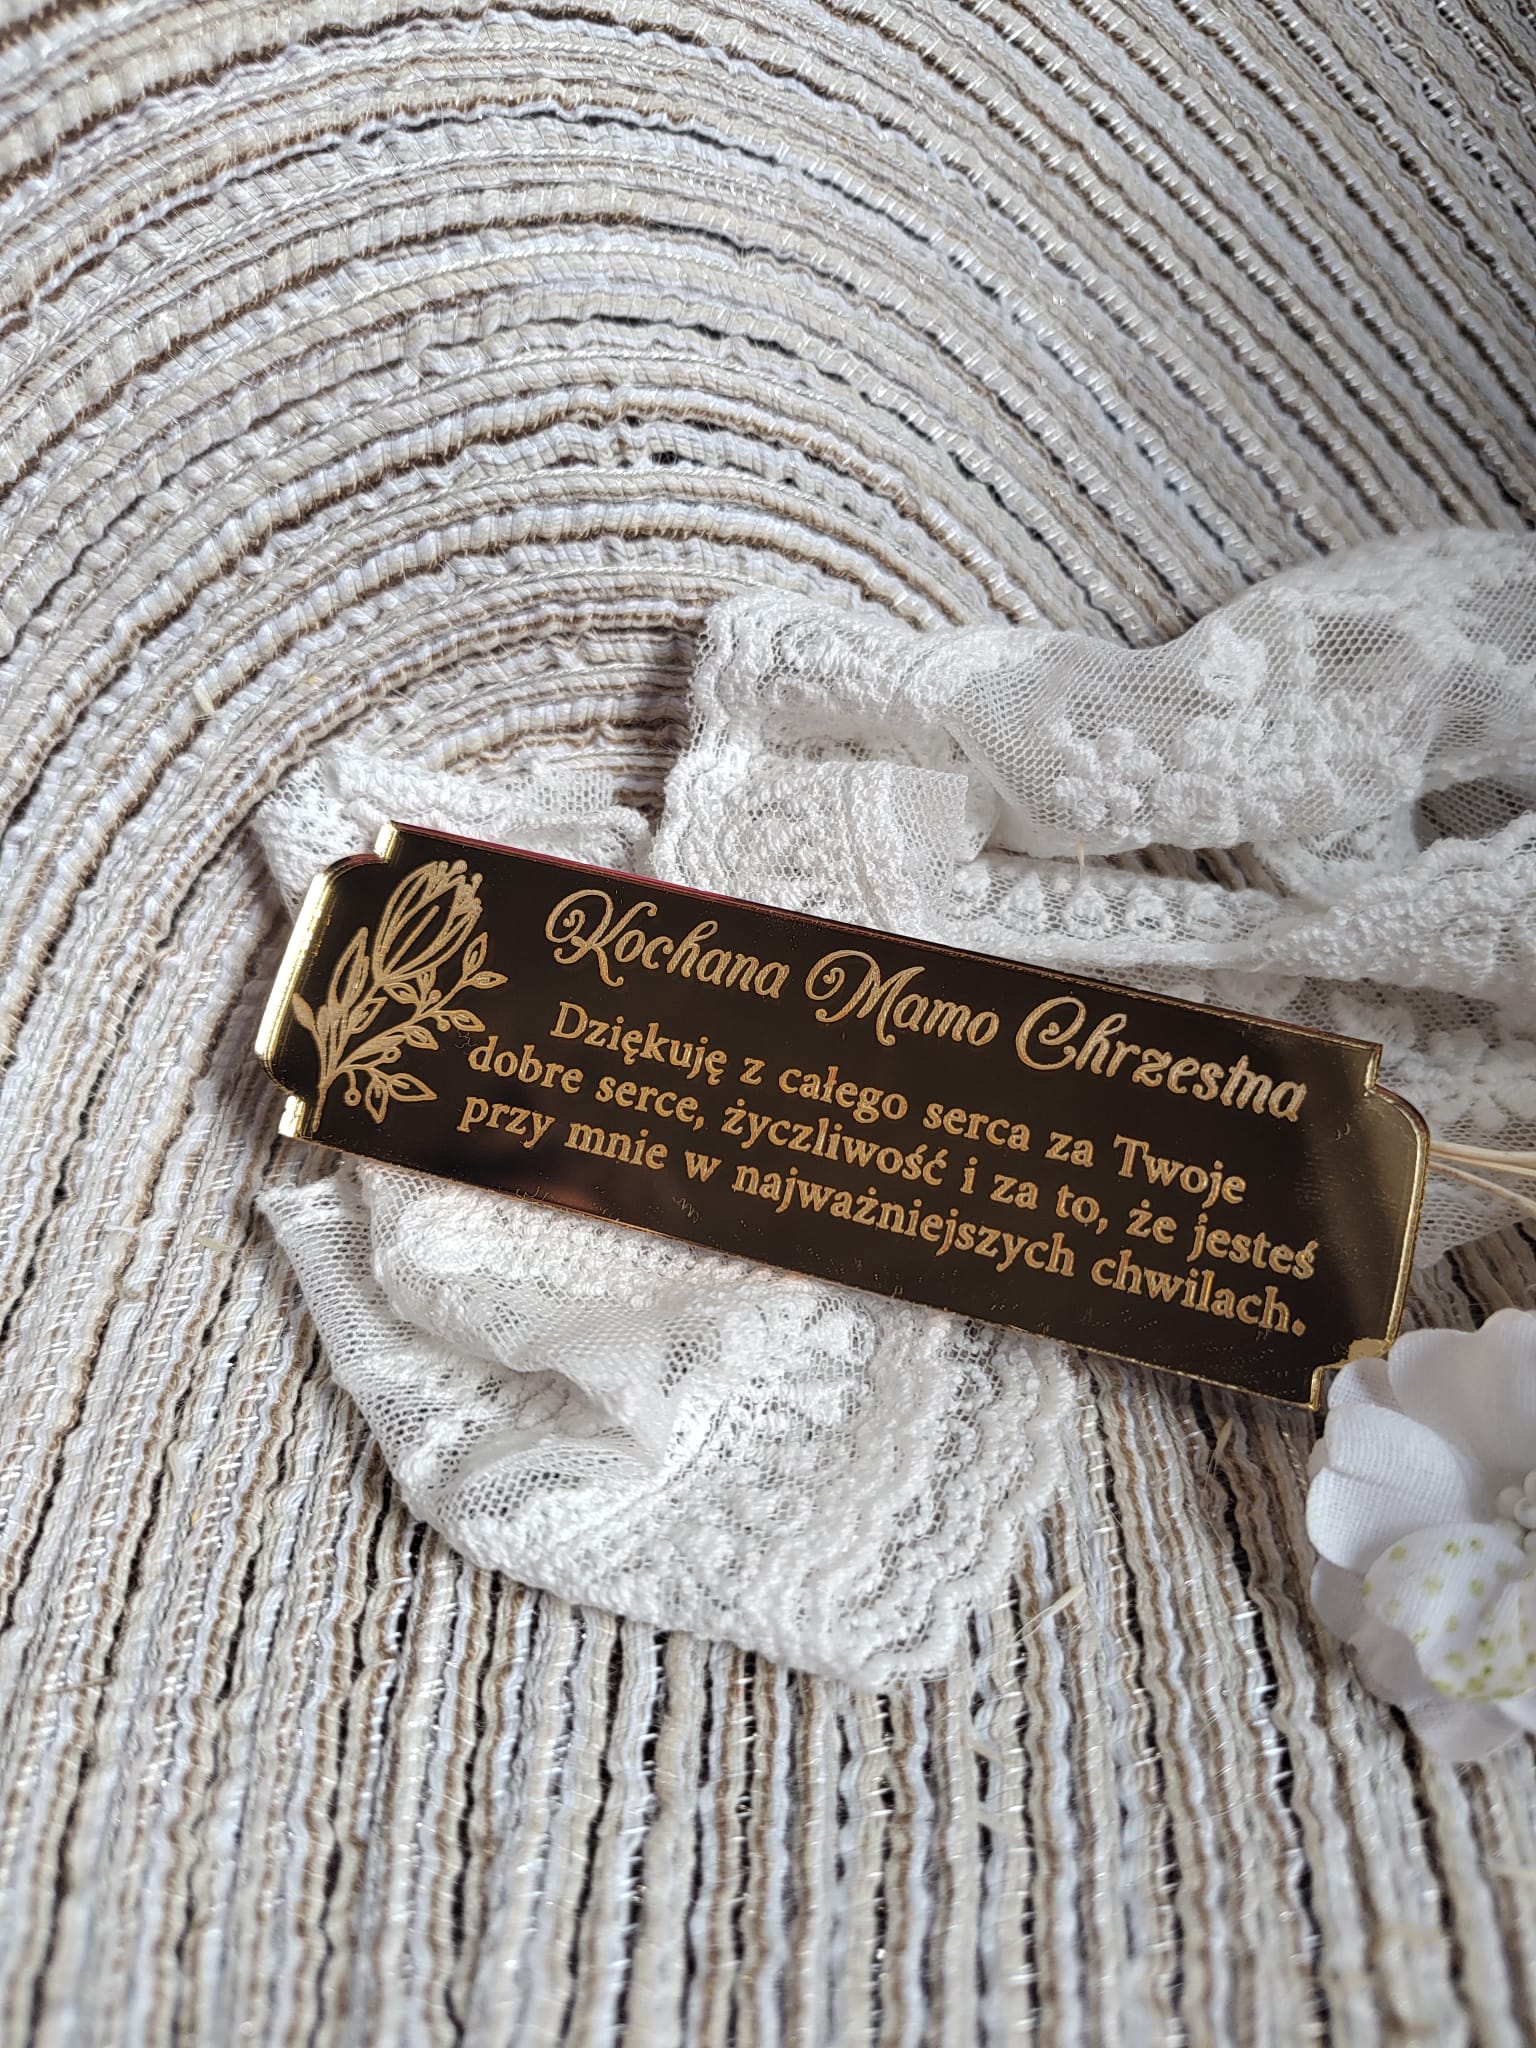 Kochana Mamo Chrzestna
Dziękuję z całego serca za Twoje
dobre serce, życzliwość i za to, że jesteś
przy mnie w najważniejszych chwilach.